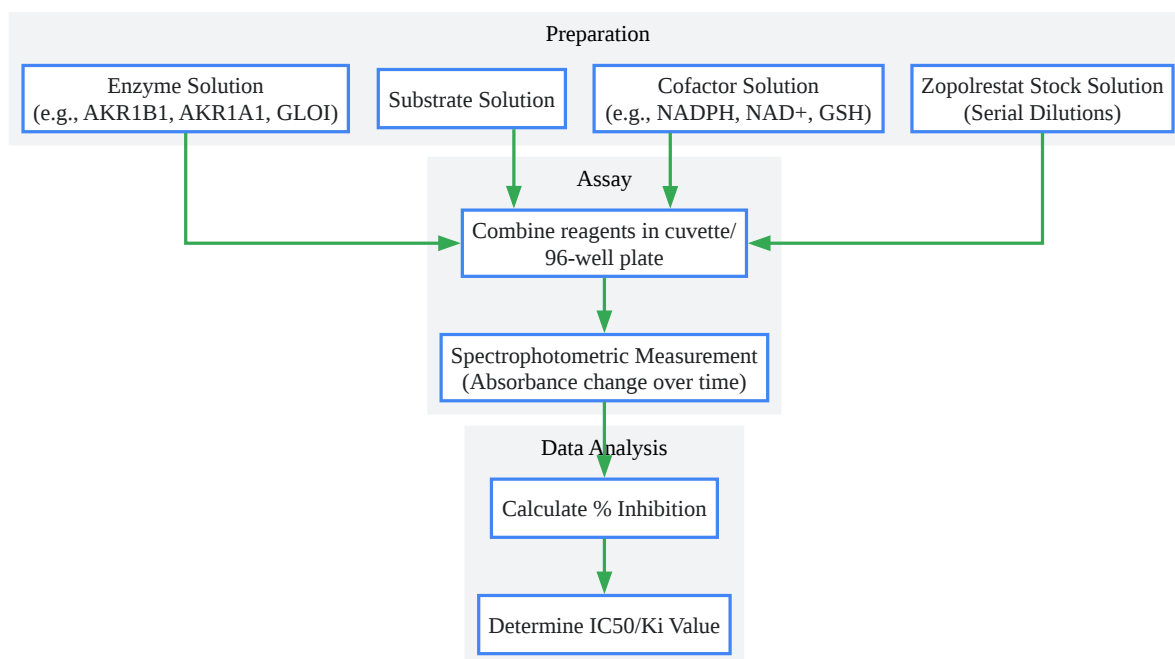 Preparation
Enzyme Solution
(e.g., AKR1B1, AKR1A1, GLOI)
Substrate Solution
Cofactor Solution
(e.g., NADPH, NAD+, GSH)
Zopolrestat Stock Solution
(Serial Dilutions)
Assay
Combine reagents in cuvette/
96-well plate
Spectrophotometric Measurement
(Absorbance change over time)
Data Analysis
Calculate % Inhibition
Determine IC50/Ki Value